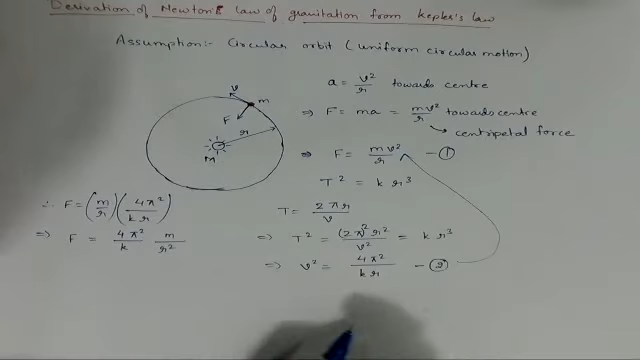 Derivation of Newton's law of gravitation from Kepler's law
Assumption:- Circular orbit (uniform circular motion)
a = v²/r towards centre
⇒ F = ma = mv²/r towards centre
→ centripetal force
⇒ F = mv²/r - ①
T² = k r³
T = 2πr/v
⇒ T² = (2π)² r²/v² = k r³
⇒ v² = 4π²/kr - ②
v
m
F
r
M
∴ F = (m/r)(4π²/kr)
⇒ F = 4π²/k m/r²